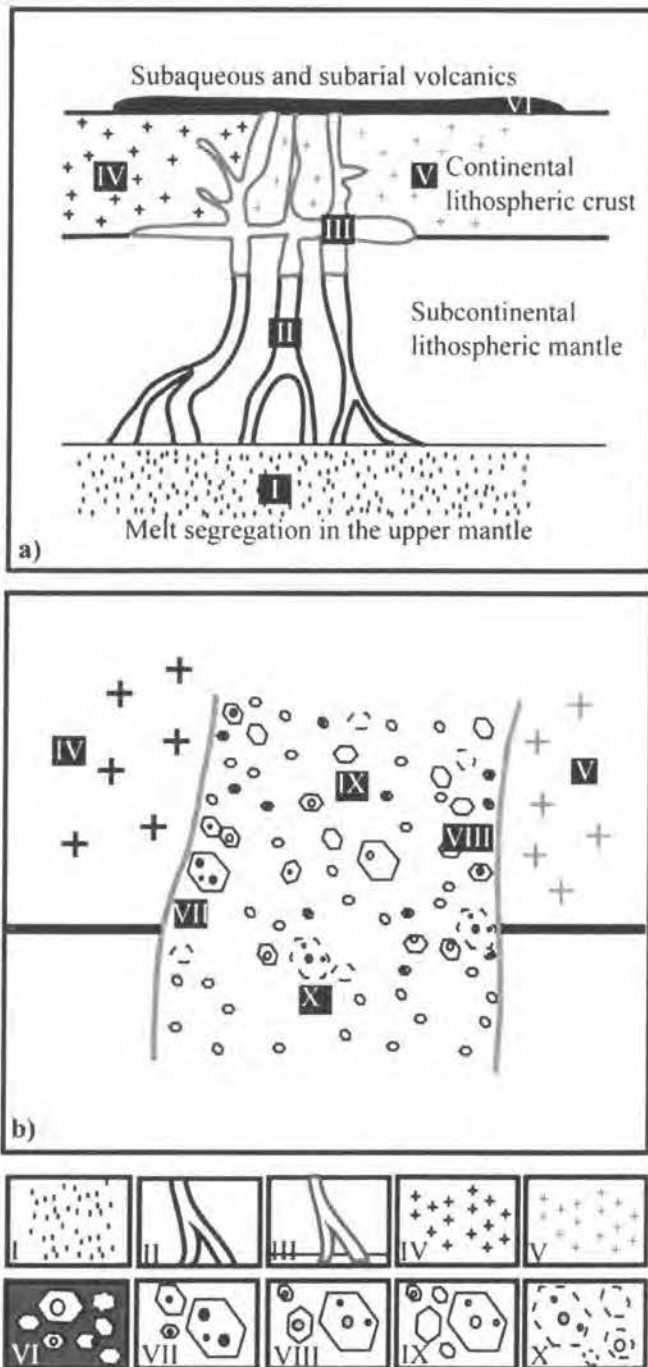 Subaqueous and subarial volcanics
VI
IV
V
Continental
lithospheric crust
III
Subcontinental
II
lithospheric mantle
I
Melt segregation in the upper mantle
a)
IV
IX
V
VIII
VII
X
b)
I
II
III
IV
V
VI
VII
VIII
IX
X